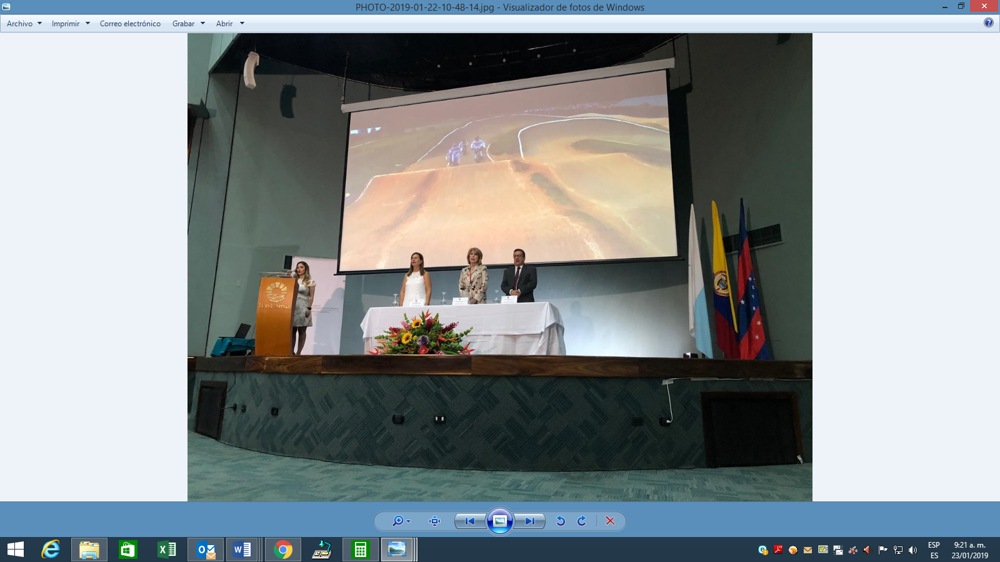 PHOTO-2019-01-22-10-48-14.jpg - Visualizador de fotos de Windows
Archivo Imprimir Correo electrónico Grabar Abrir
Irotama
ESP 9:21 a. m.
ES 23/01/2019